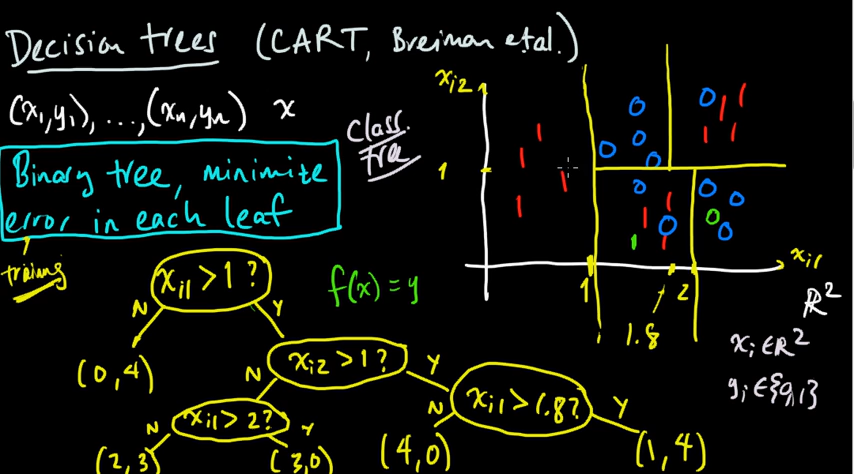 Decision trees (CART, Breiman et al.)
(x₁,y₁), ..., (xₙ,yₙ) x
Class.
tree
Binary tree, minimize
error in each leaf
training
xᵢ₁ > 1 ?
N
Y
(0,4)
f(x) = y
xᵢ₂ > 1 ?
N
Y
xᵢ₁ > 2 ?
N
Y
(2,3)
(3,0)
xᵢ₁ > 1.8 ?
N
Y
(4,0)
(1,4)
xᵢ₂
1
1
1.8
2
xᵢ₁
ℝ²
xᵢ ∈ ℝ²
yᵢ ∈ {0,1}